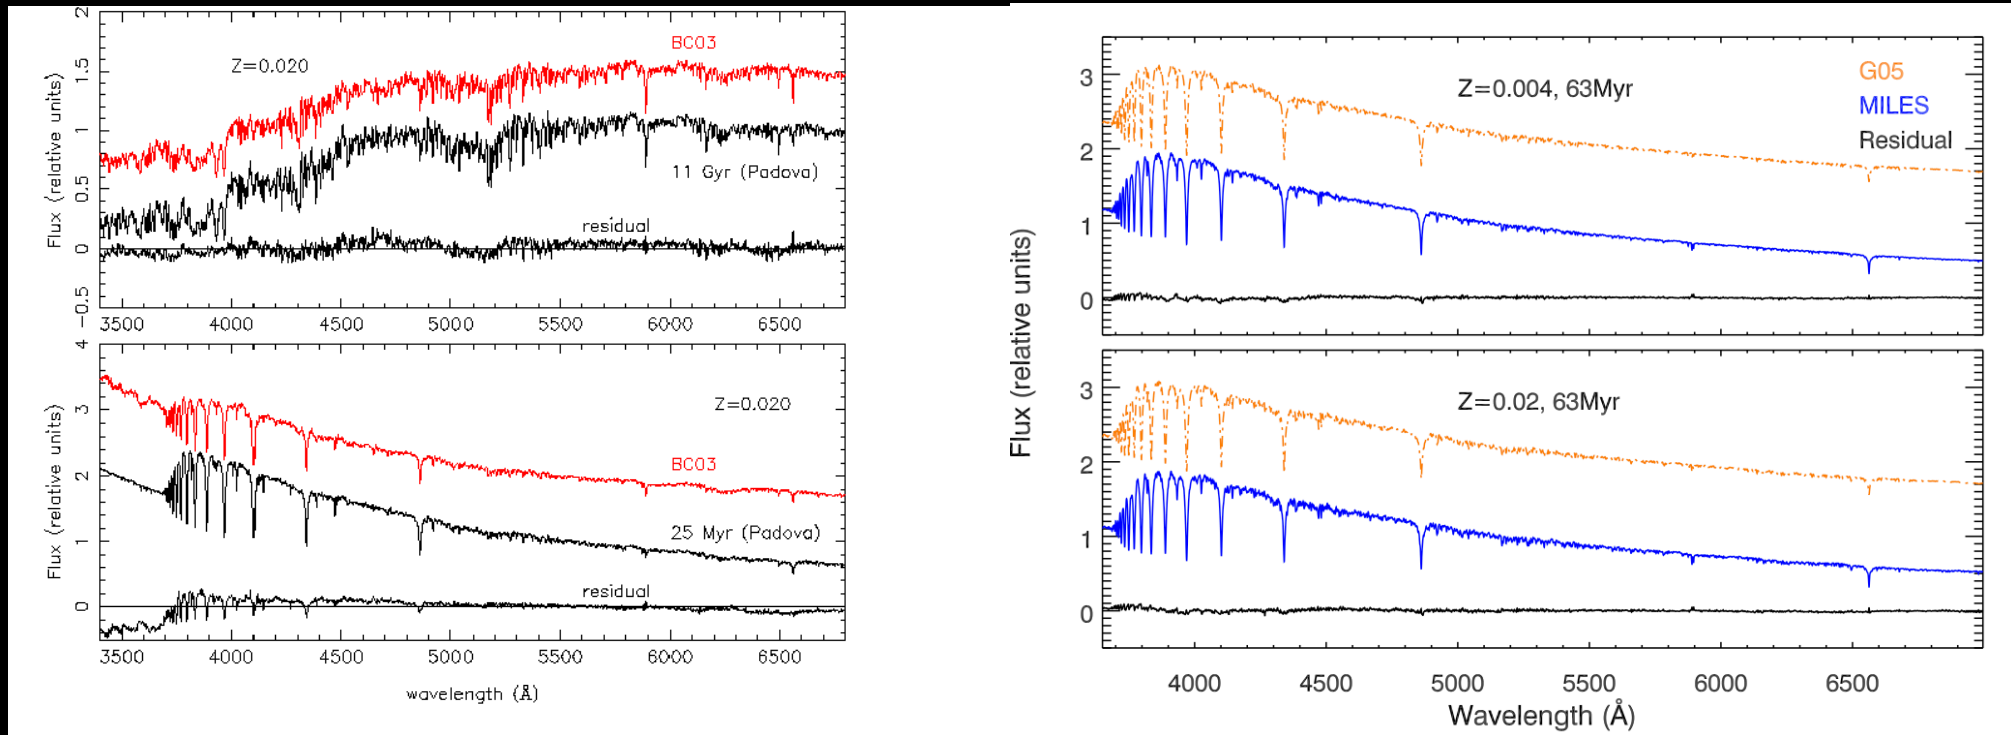 2
1.5
1
0.5
0
−0.5
Flux (relative units)
BC03
Z=0.020
11 Gyr (Padova)
residual
3500 4000 4500 5000 5500 6000 6500
4
3
2
1
0
Flux (relative units)
Z=0.020
BC03
25 Myr (Padova)
residual
3500 4000 4500 5000 5500 6000 6500
wavelength (Å)
Flux (relative units)
3
2
1
0
Z=0.004, 63Myr
G05
MILES
Residual
3
2
1
0
Z=0.02, 63Myr
4000 4500 5000 5500 6000 6500
Wavelength (Å)